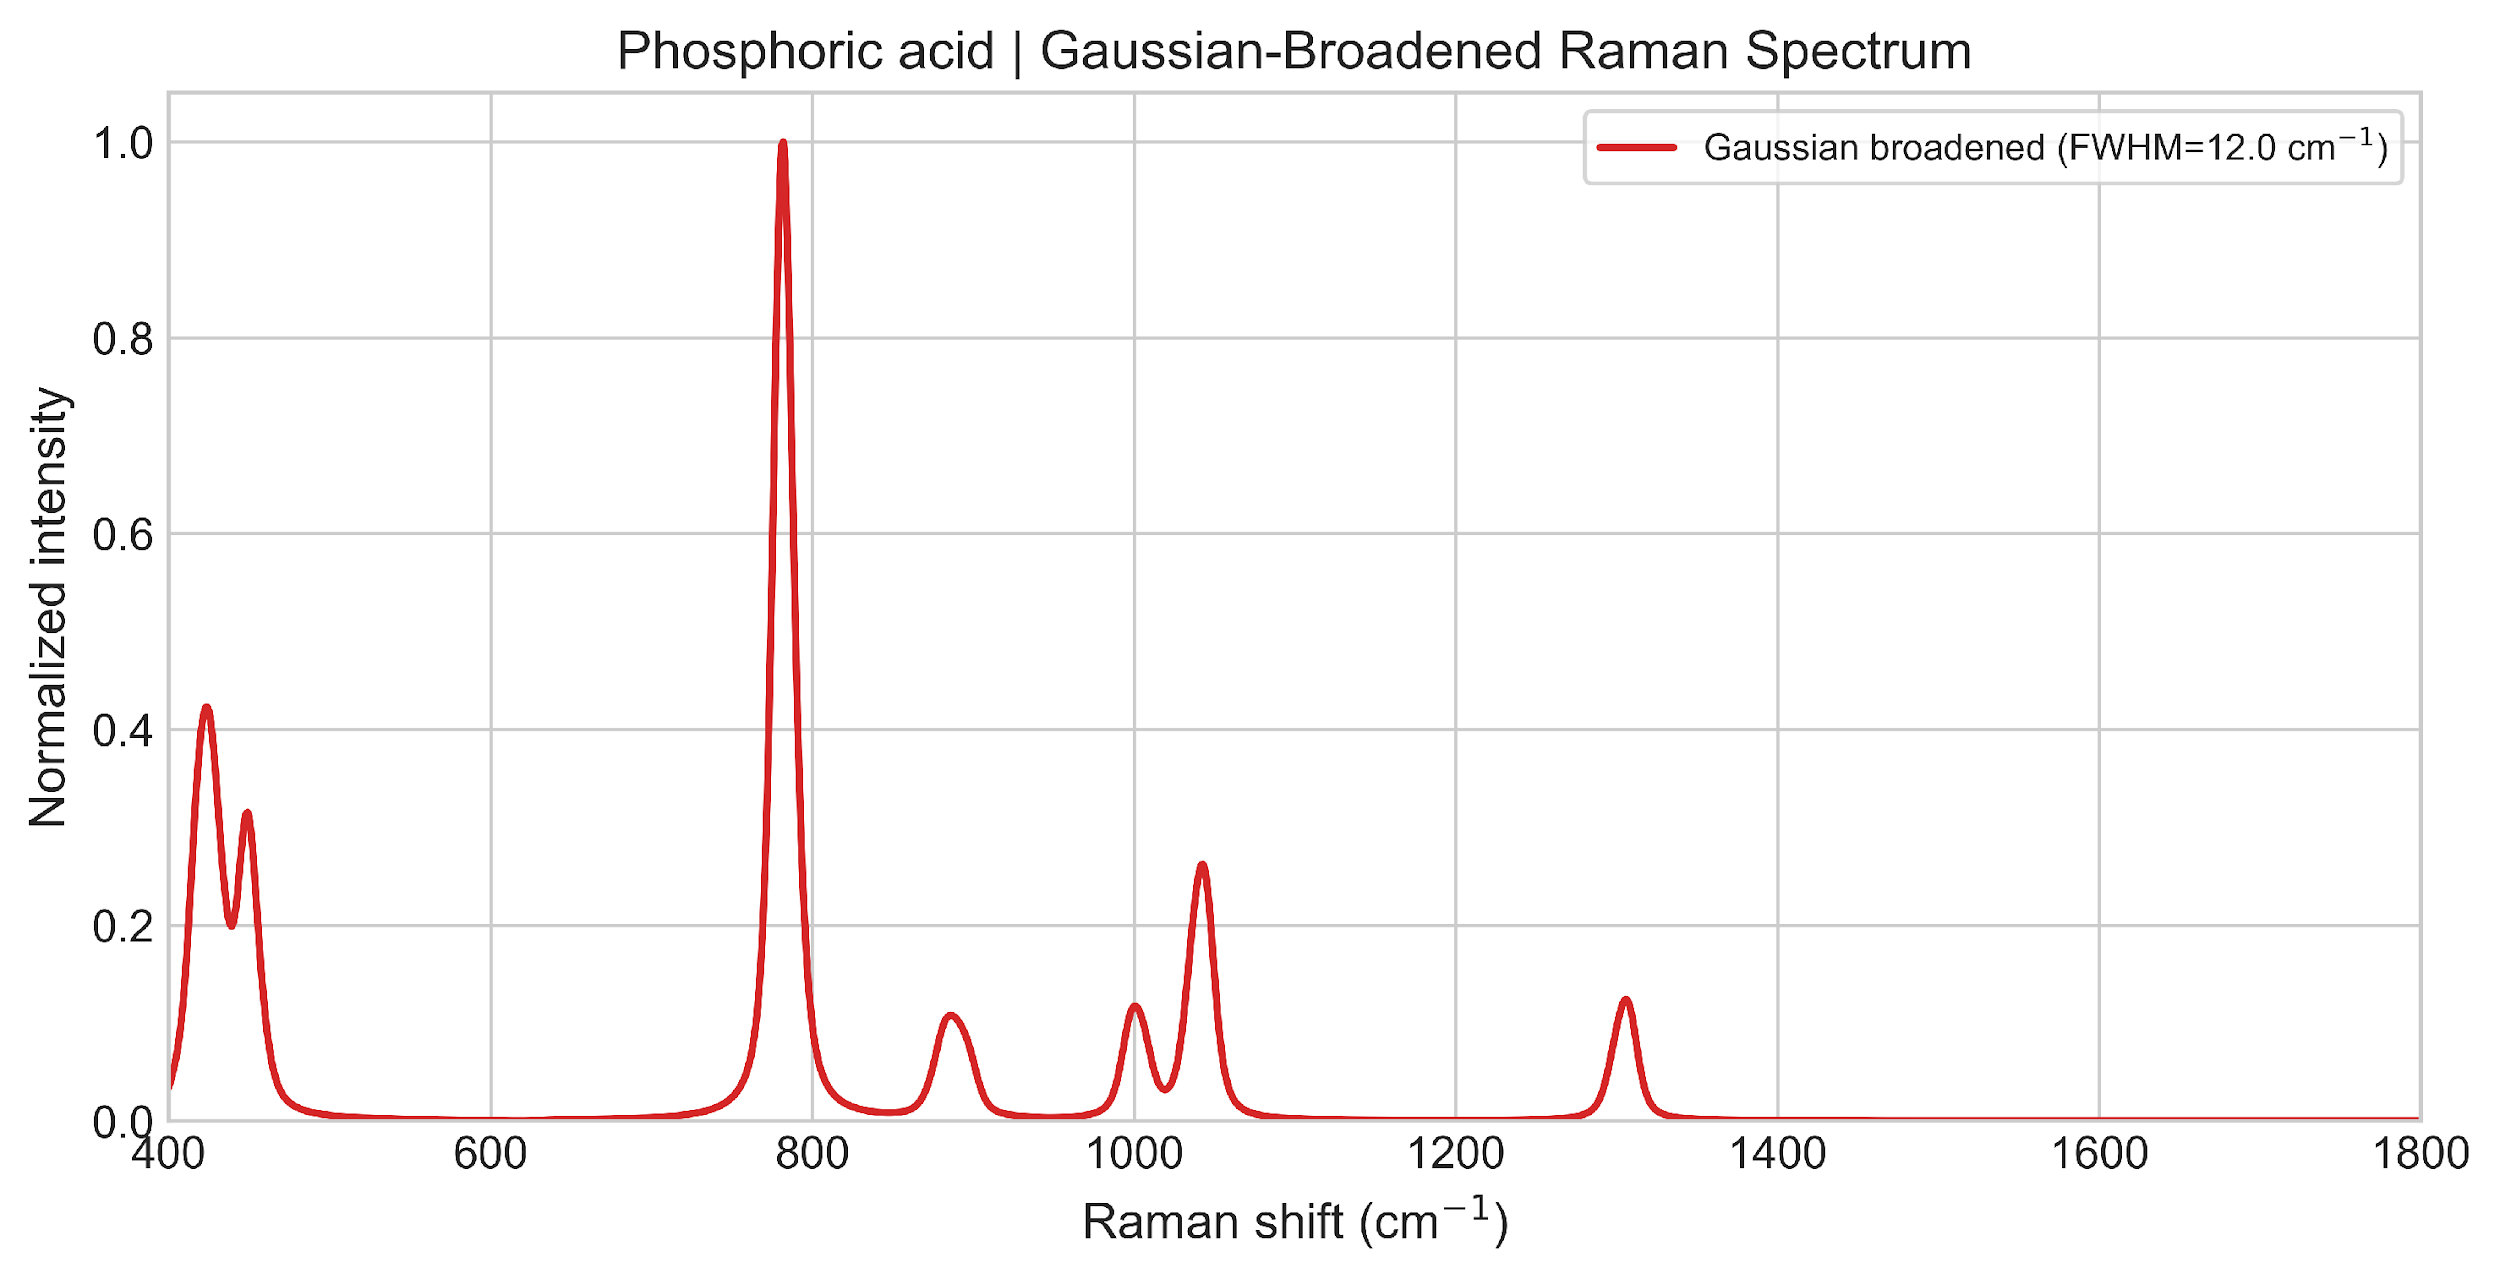 Phosphoric acid | Gaussian-Broadened Raman Spectrum
Gaussian broadened (FWHM=12.0 cm⁻¹)
Normalized intensity
1.0
0.8
0.6
0.4
0.2
0.0
400 600 800 1000 1200 1400 1600 1800
Raman shift (cm⁻¹)